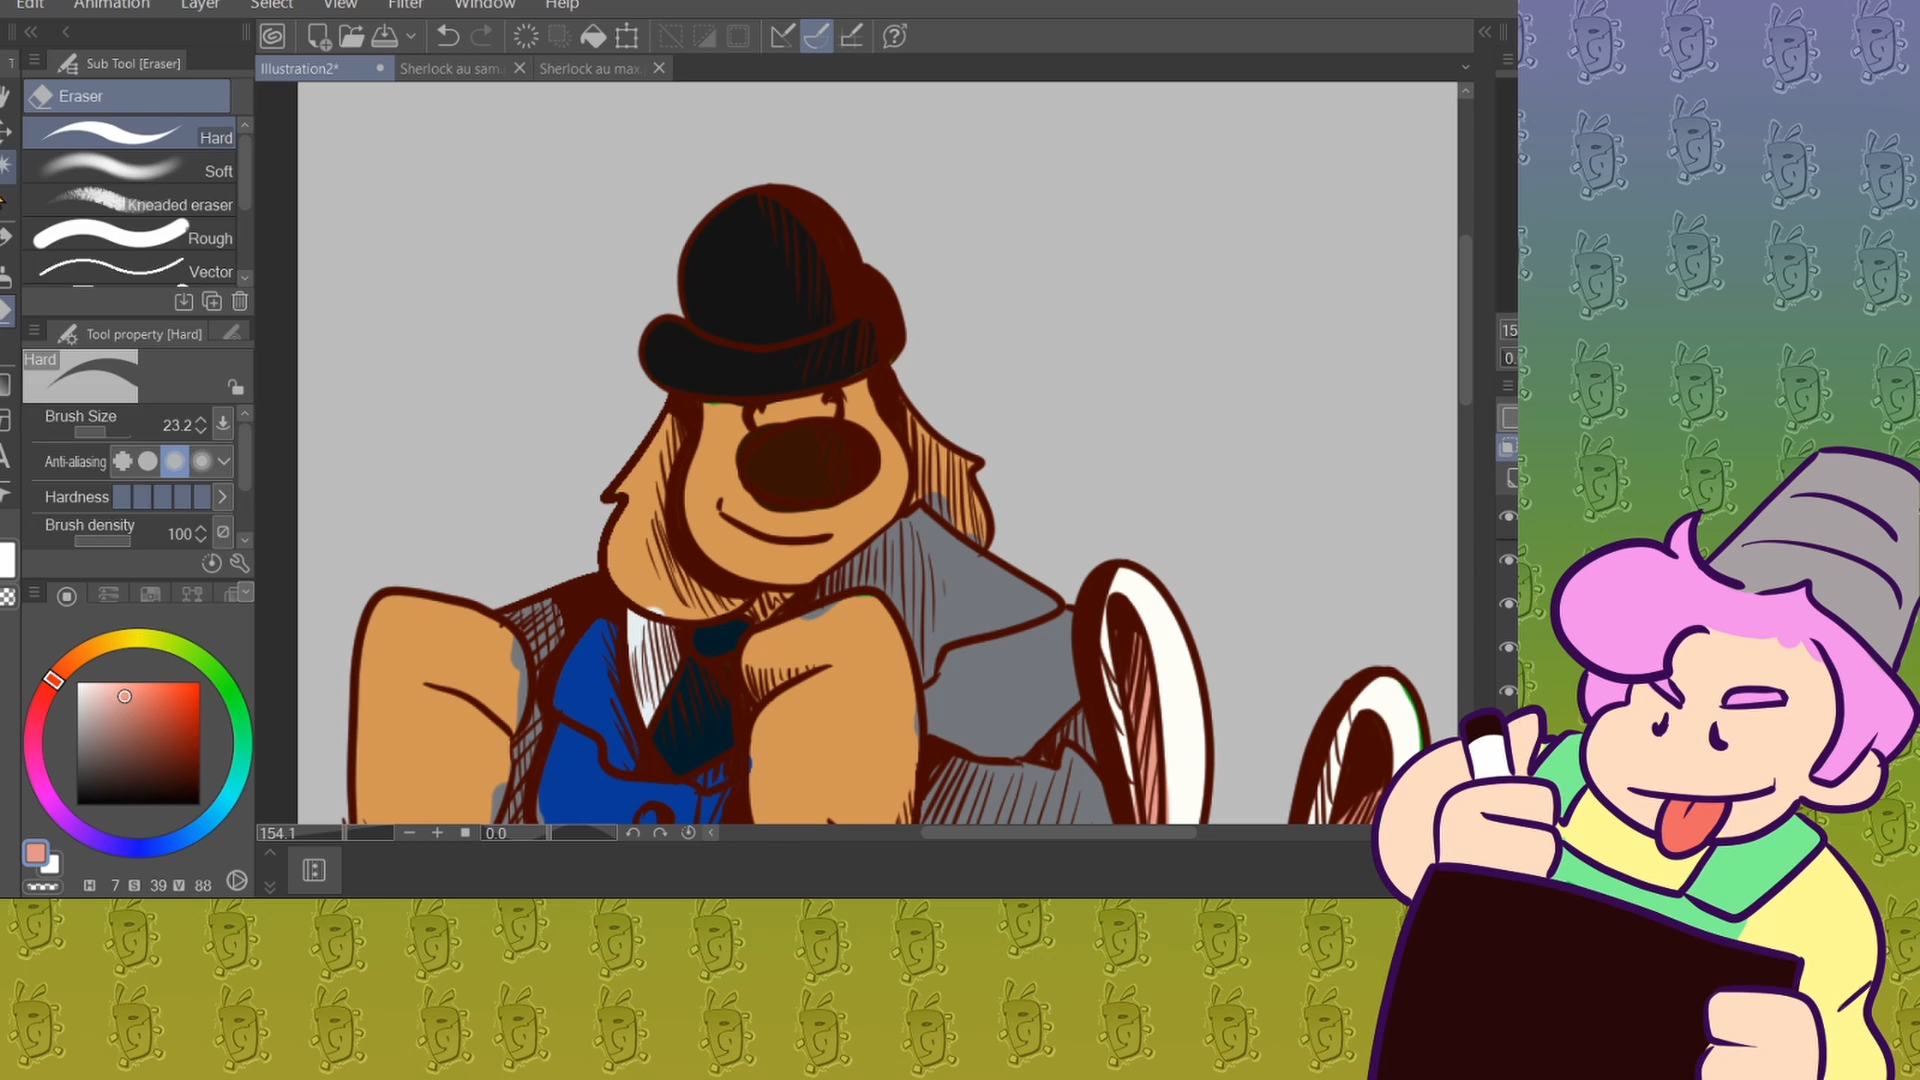 Edit Animation Layer Select View Filter Window Help
Sub Tool [Eraser]
Illustration2* Sherlock au sam. Sherlock au max.
Eraser
Hard
Soft
Kneaded eraser
Rough
Vector
Tool property [Hard]
Hard
Brush Size 23.2
Anti-aliasing
Hardness
Brush density 100
15
0.
154.1 0.0
H 7 S 39 V 88